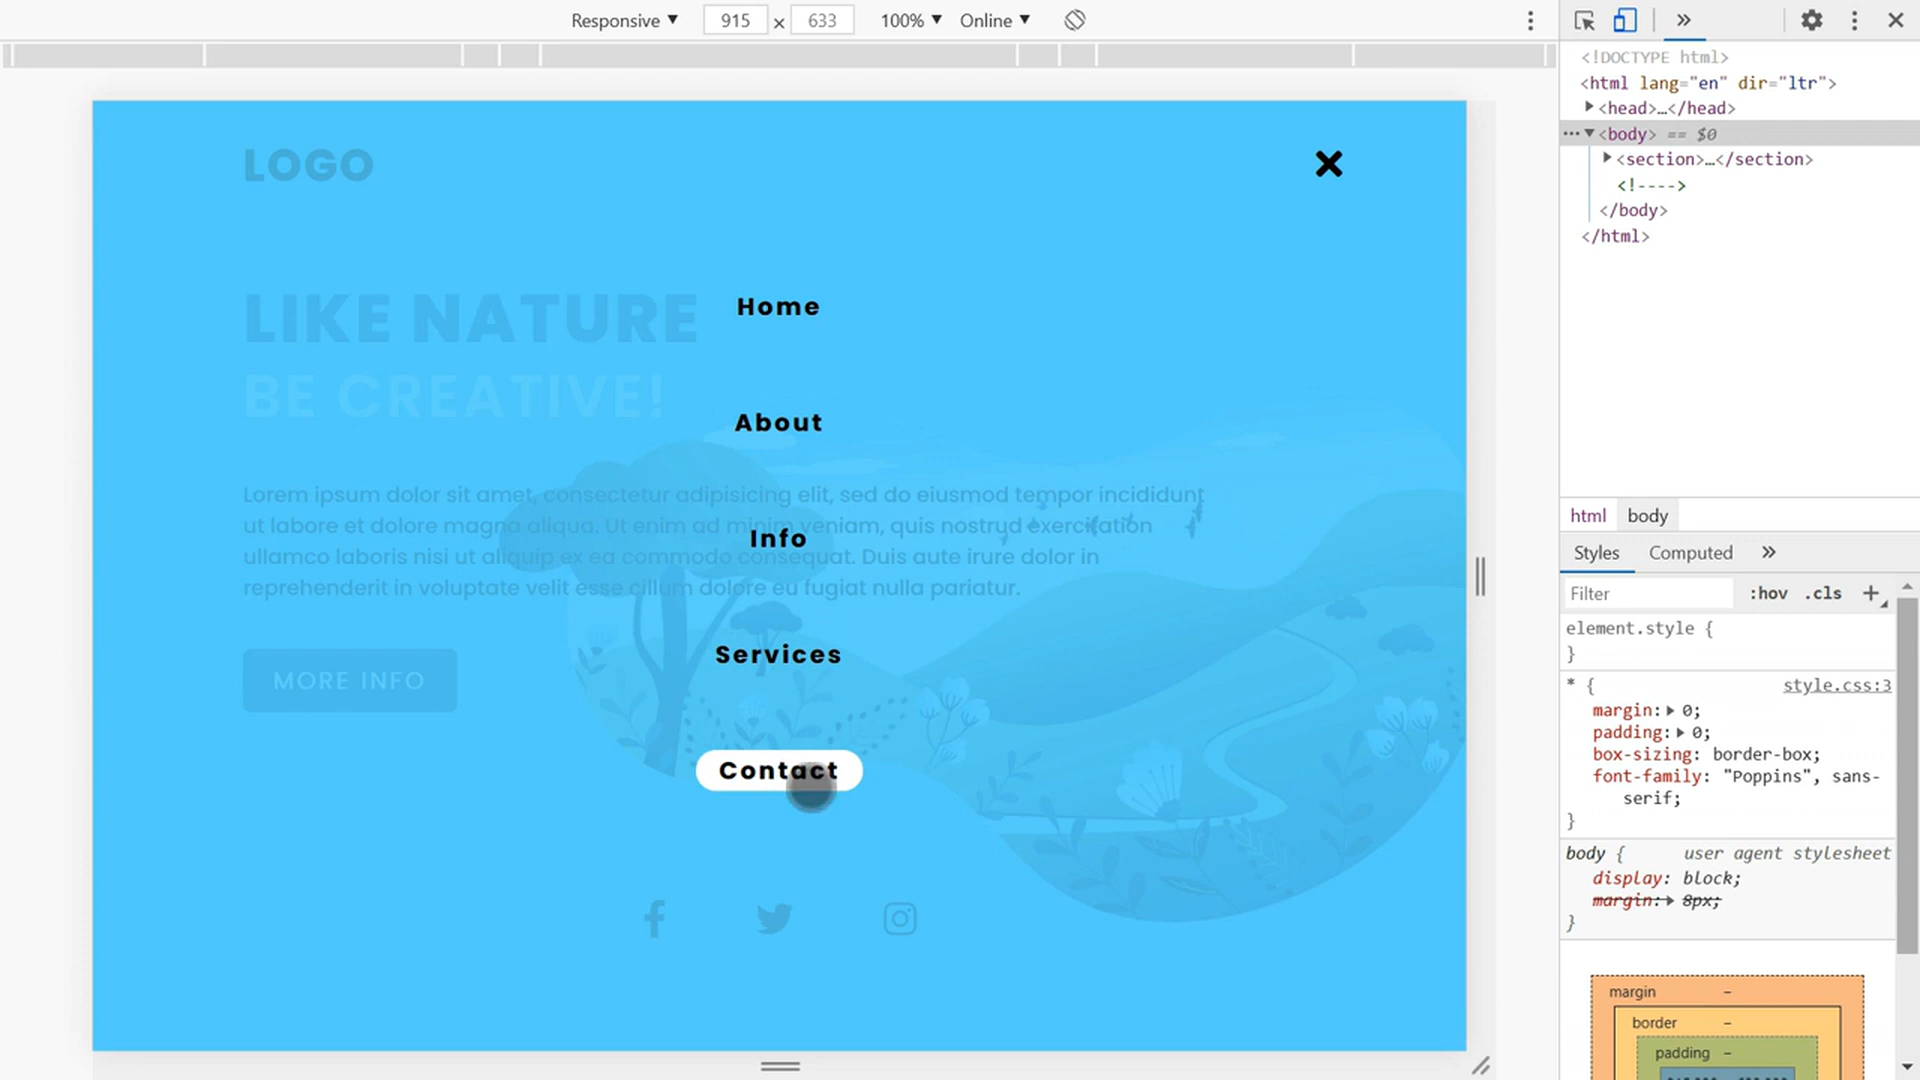 Responsive ▼ 915 × 633 100% ▼ Online ▼
LOGO
LIKE NATURE
BE CREATIVE!
Lorem ipsum dolor sit amet, consectetur adipisicing elit, sed do eiusmod tempor incididunt
ut labore et dolore magna aliqua. Ut enim ad minim veniam, quis nostrud exercitation
ullamco laboris nisi ut aliquip ex ea commodo consequat. Duis aute irure dolor in
reprehenderit in voluptate velit esse cillum dolore eu fugiat nulla pariatur.
MORE INFO
Home
About
Info
Services
Contact
<!DOCTYPE html>
<html lang="en" dir="ltr">
<head>…</head>
<body> == $0
<section>…</section>
<!---->
</body>
</html>
html body
Styles Computed »
Filter :hov .cls +
element.style {
}
* { style.css:3
margin: 0;
padding: 0;
box-sizing: border-box;
font-family: "Poppins", sans-
serif;
}
body { user agent stylesheet
display: block;
margin: 8px;
}
margin –
border –
padding –